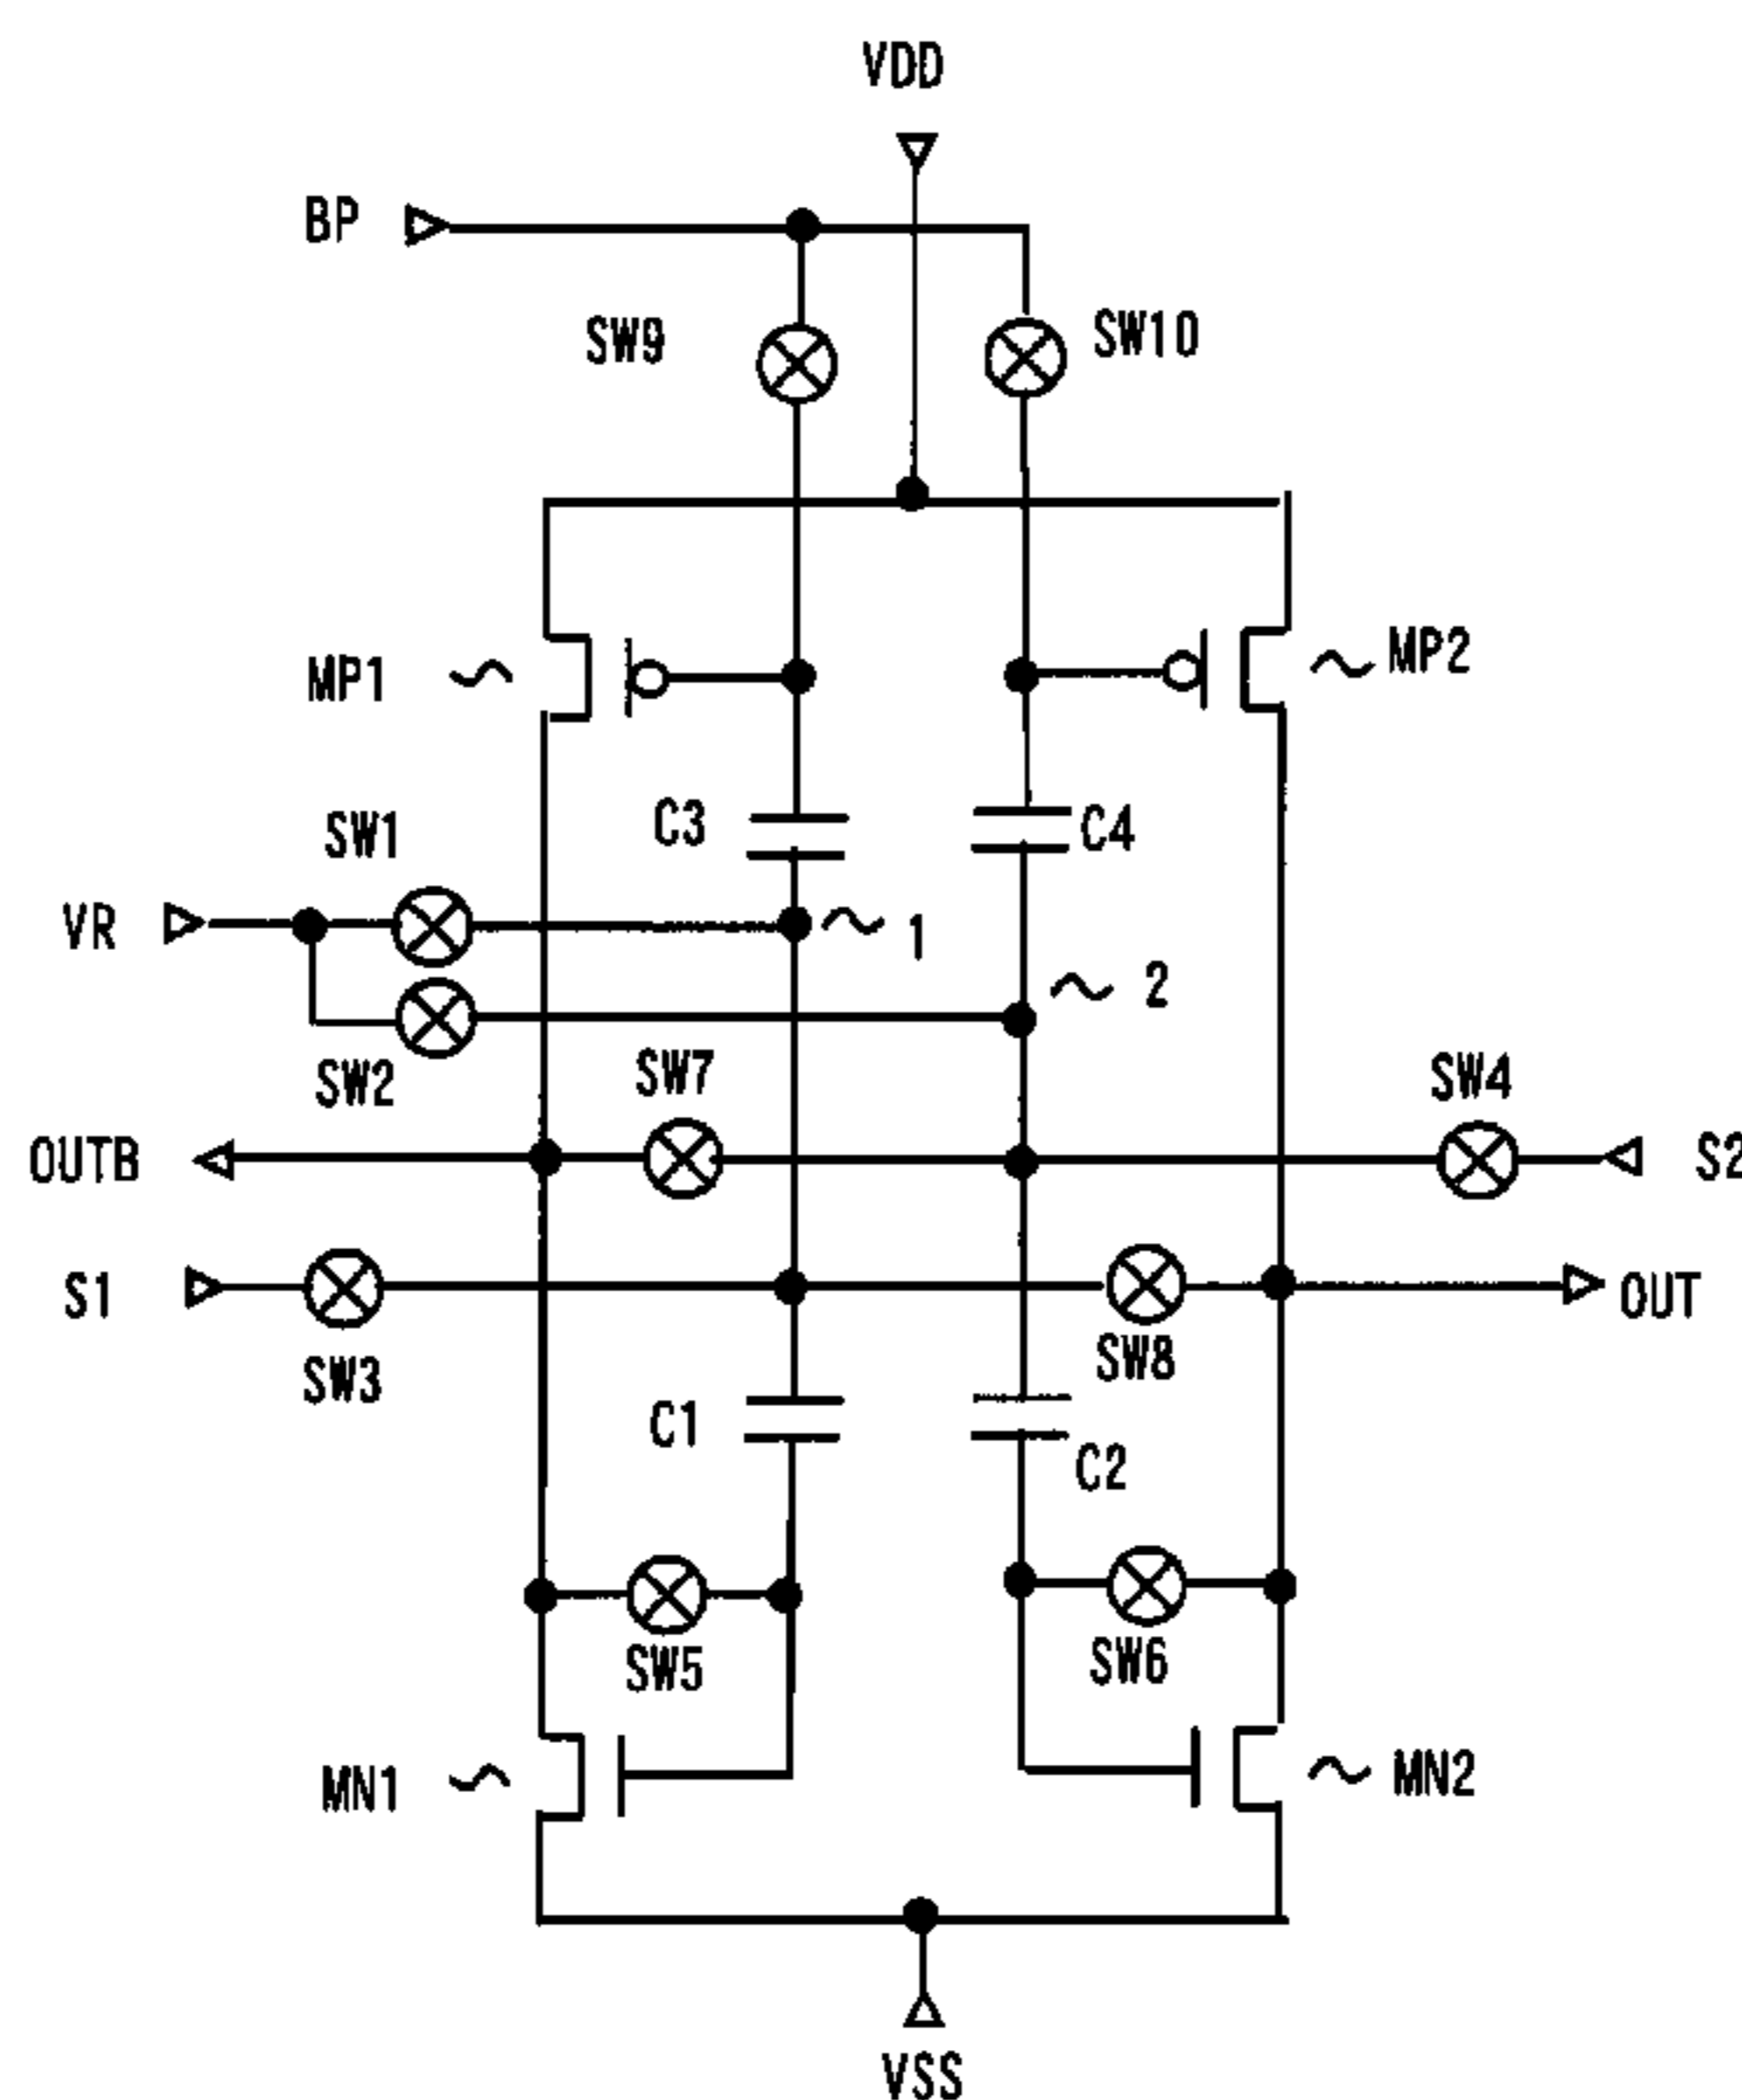 VDD
BP
SW9
SW10
MP1
MP2
SW1
C3
C4
VR
1
2
SW2
SW7
SW4
OUTB
S2
S1
OUT
SW3
SW8
C1
C2
SW5
SW6
MN1
MN2
VSS